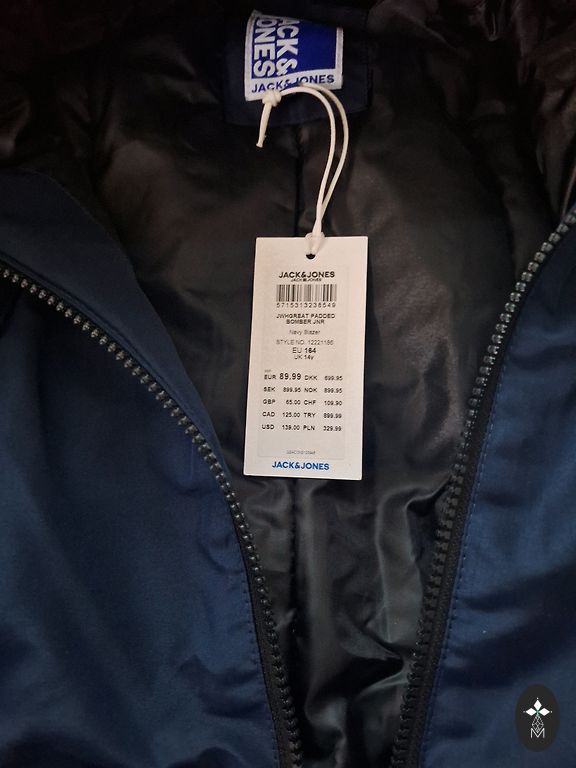 JACK&
JONES
JACK&JONES
JACK&JONES
JACK & JONES
5715313236549
JWHGREAT PADDED
BOMBER JNR
Navy Blazer
STYLE NO. 12221186
EU 164
UK 14y
EUR 89.99 DKK 699.95
SEK 899.95 NOK 899.95
GBP 65.00 CHF 109.90
CAD 125.00 TRY 899.99
USD 139.00 PLN 329.99
JACK&JONES
M